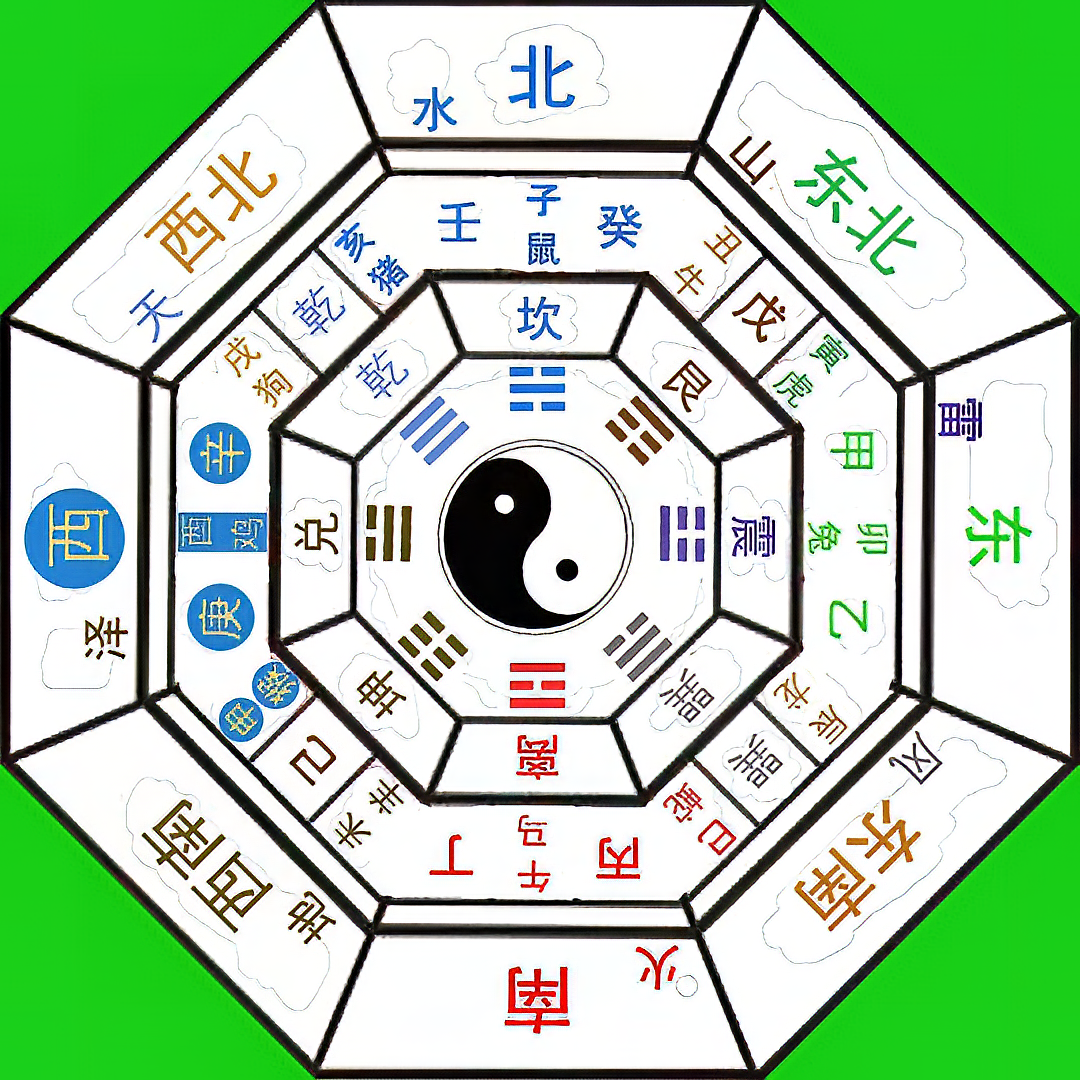 北
水
东北
山
雷
东
风
东南
火
南
西南
地
西
泽
西北
天
壬
子
鼠
癸
丑
牛
戊
寅
虎
甲
卯
兔
乙
辰
龙
巽
巳
蛇
丙
午
马
丁
未
羊
己
申
猴
庚
酉
鸡
辛
戌
狗
乾
亥
猪
坎
艮
震
巽
离
坤
兑
乾